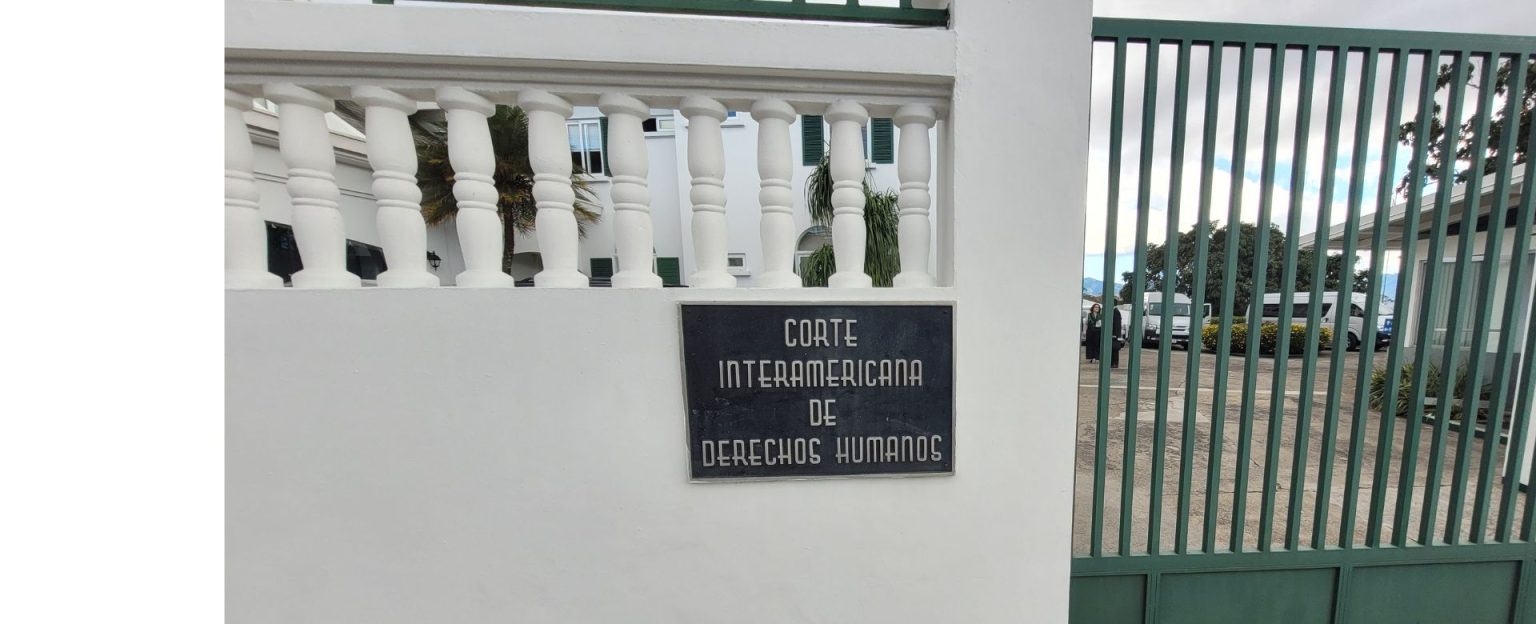 CORTE
INTERAMERICANA
DE
DERECHOS HUMANOS